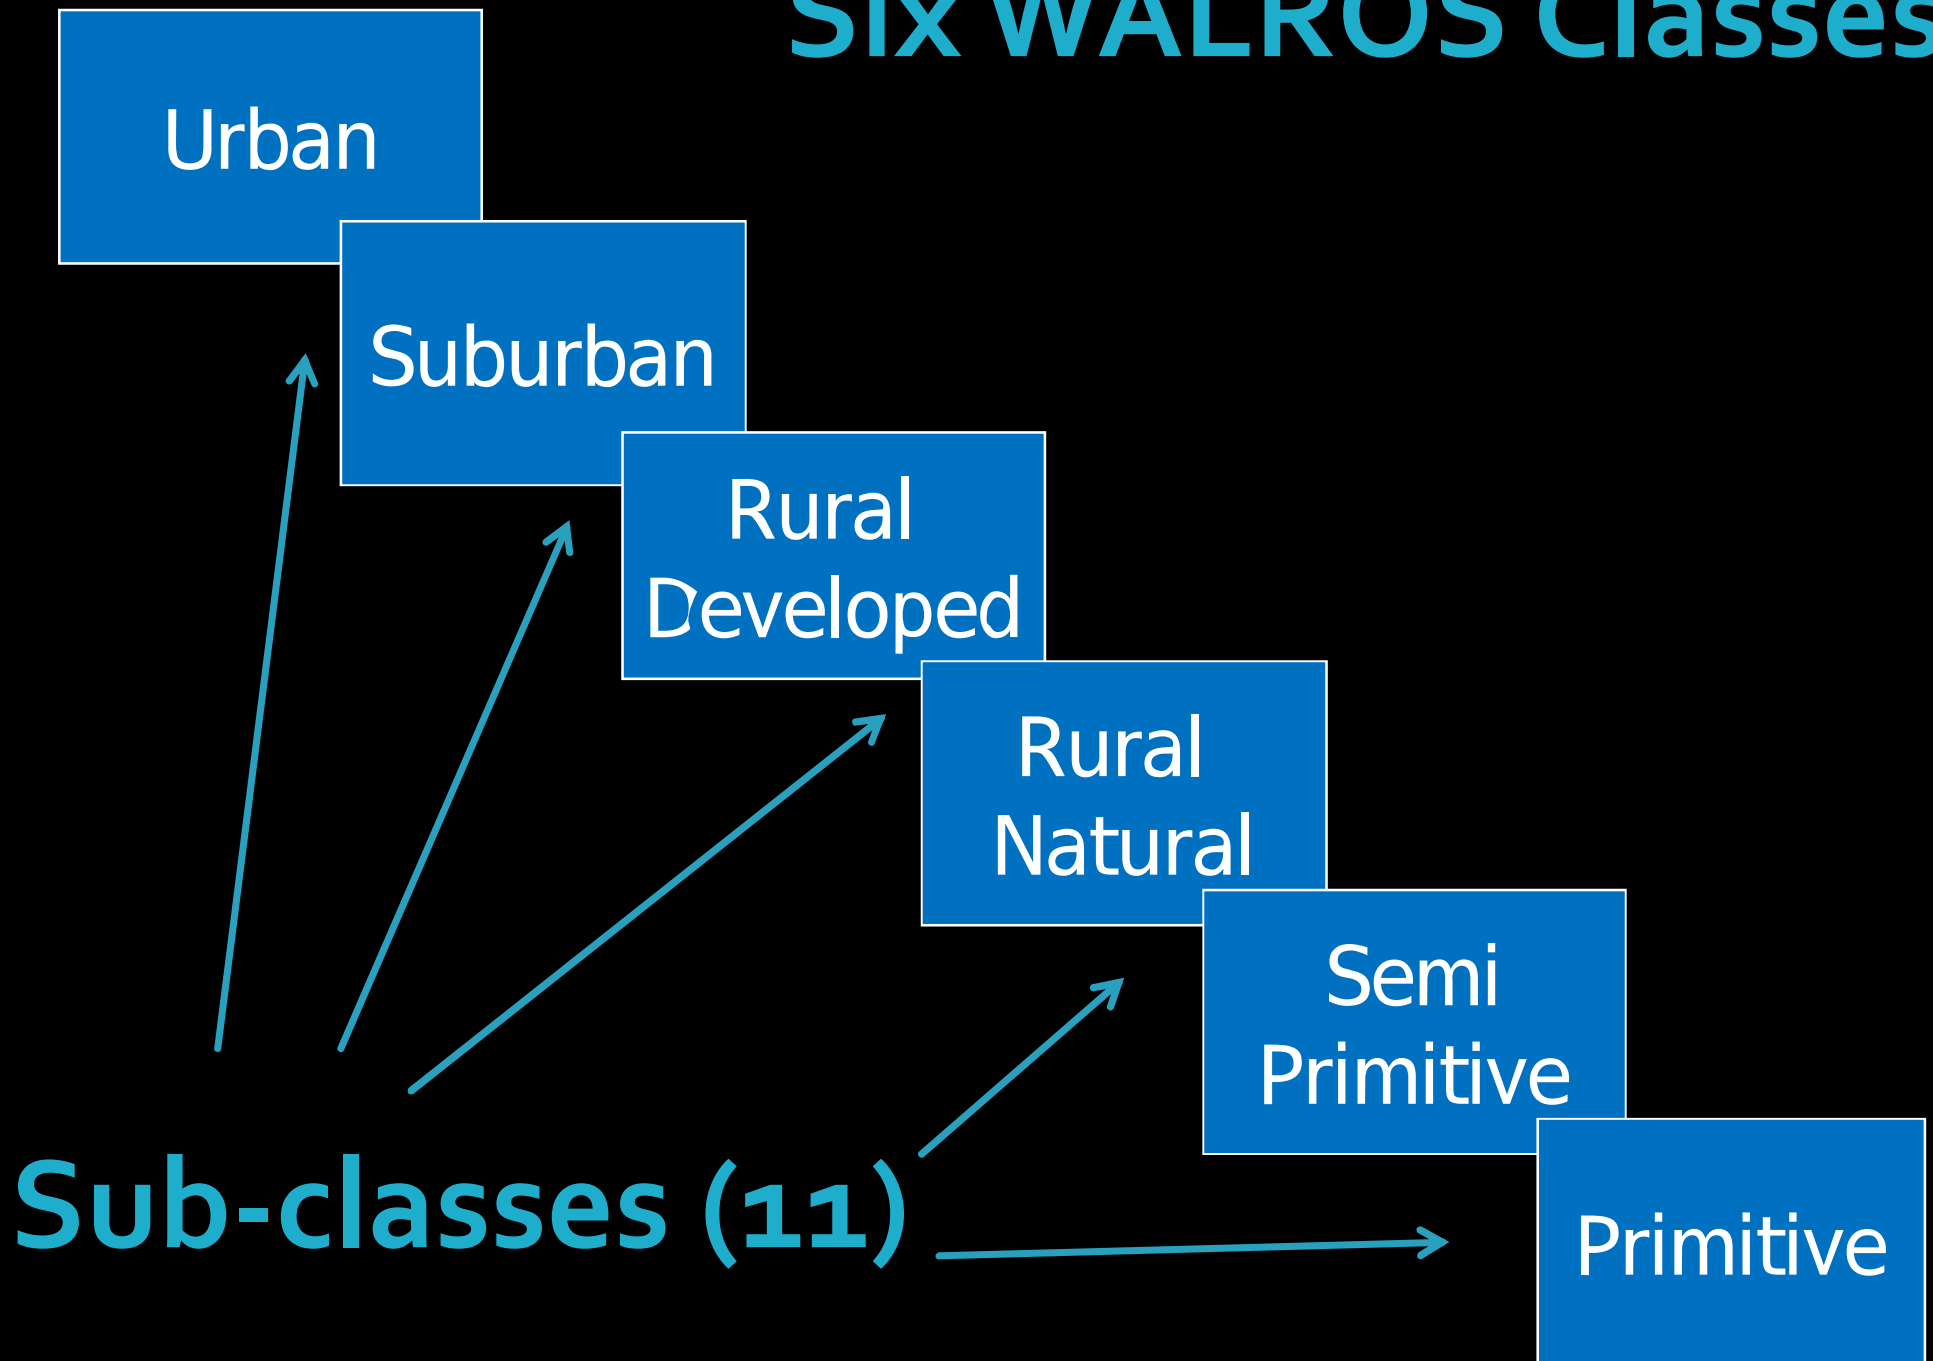 Six WALROS Classes
Urban
Suburban
Rural
Developed
Rural
Natural
Semi
Primitive
Sub-classes (11)
Primitive